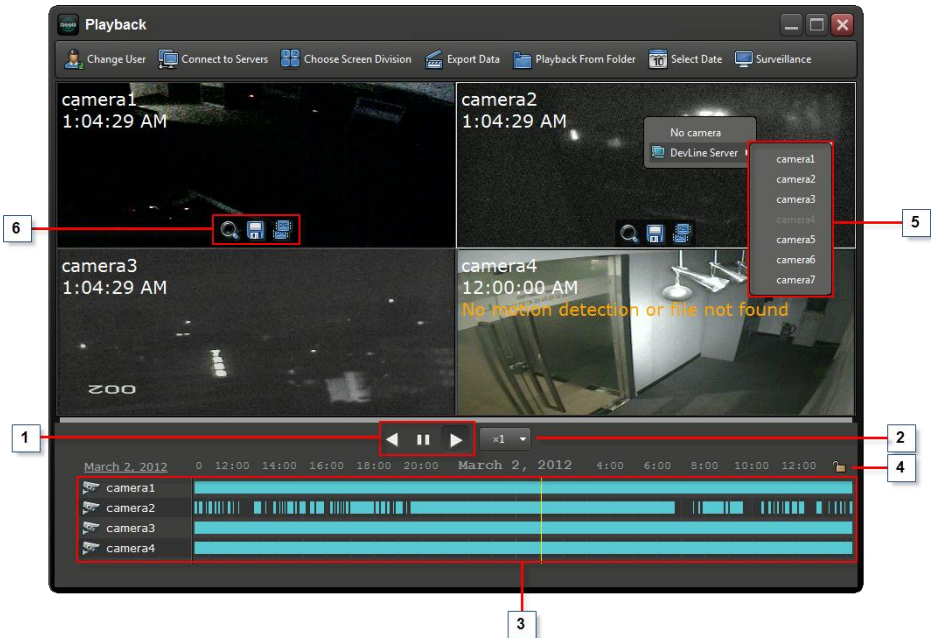 Playback
Change User
Connect to Servers
Choose Screen Division
Export Data
Playback From Folder
10
Select Date
Surveillance
camera1
1:04:29 AM
camera2
1:04:29 AM
No camera
DevLine Server
camera1
camera2
camera3
camera4
camera5
camera6
camera7
6
5
camera3
1:04:29 AM
camera4
12:00:00 AM
No motion detection or file not found
1
×1
2
March 2, 2012
0 12:00 14:00 16:00 18:00 20:00 March 2, 2012 4:00 6:00 8:00 10:00 12:00
4
camera1
camera2
camera3
camera4
3